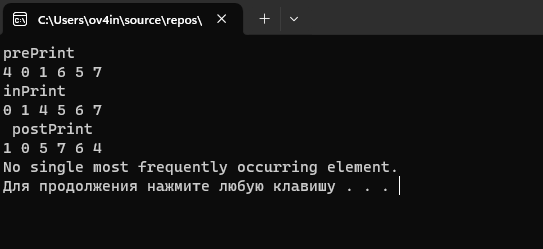 C:\Users\ov4in\source\repos\
prePrint
4 0 1 6 5 7
inPrint
0 1 4 5 6 7
 postPrint
1 0 5 7 6 4
No single most frequently occurring element.
Для продолжения нажмите любую клавишу . . .